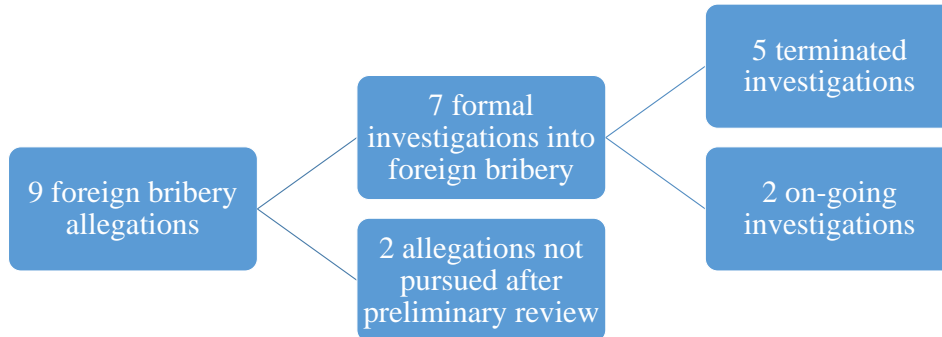 9 foreign bribery
allegations
7 formal
investigations into
foreign bribery
2 allegations not
pursued after
preliminary review
5 terminated
investigations
2 on-going
investigations